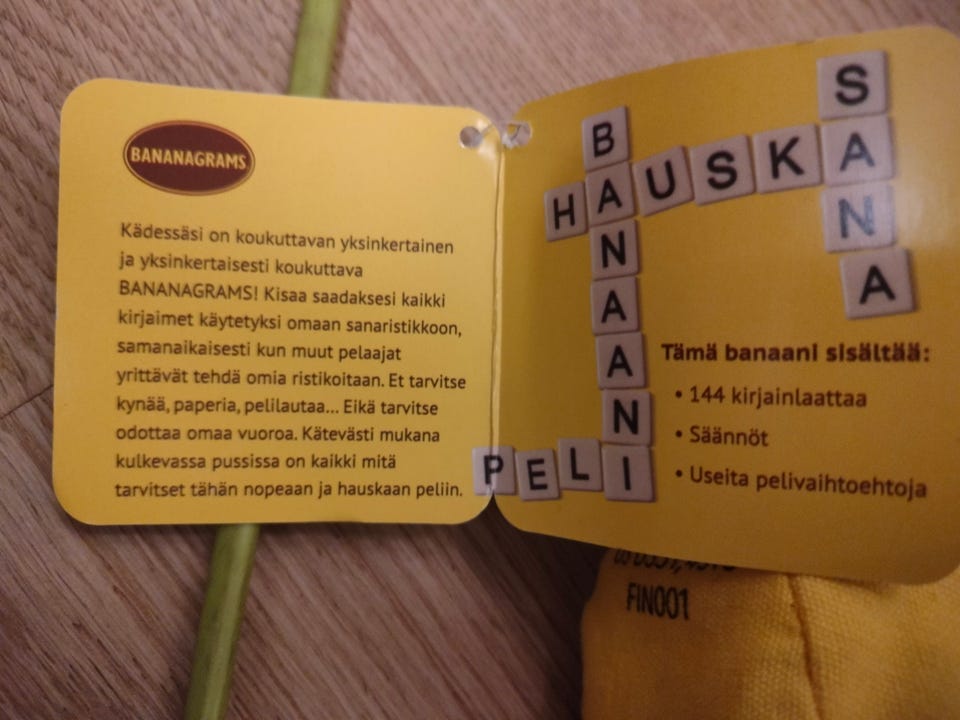 BANANAGRAMS
Kädessäsi on koukuttavan yksinkertainen
ja yksinkertaisesti koukuttava
BANANAGRAMS! Kisaa saadaksesi kaikki
kirjaimet käytetyksi omaan sanaristikkoon,
samanaikaisesti kun muut pelaajat
yrittävät tehdä omia ristikoitaan. Et tarvitse
kynää, paperia, pelilautaa... Eikä tarvitse
odottaa omaa vuoroa. Kätevästi mukana
kulkevassa pussissa on kaikki mitä
tarvitset tähän nopeaan ja hauskaan peliin.
BANAANI
HAUSKA
SANA
PELI
Tämä banaani sisältää:
• 144 kirjainlaattaa
• Säännöt
• Useita pelivaihtoehtoja
FIN001